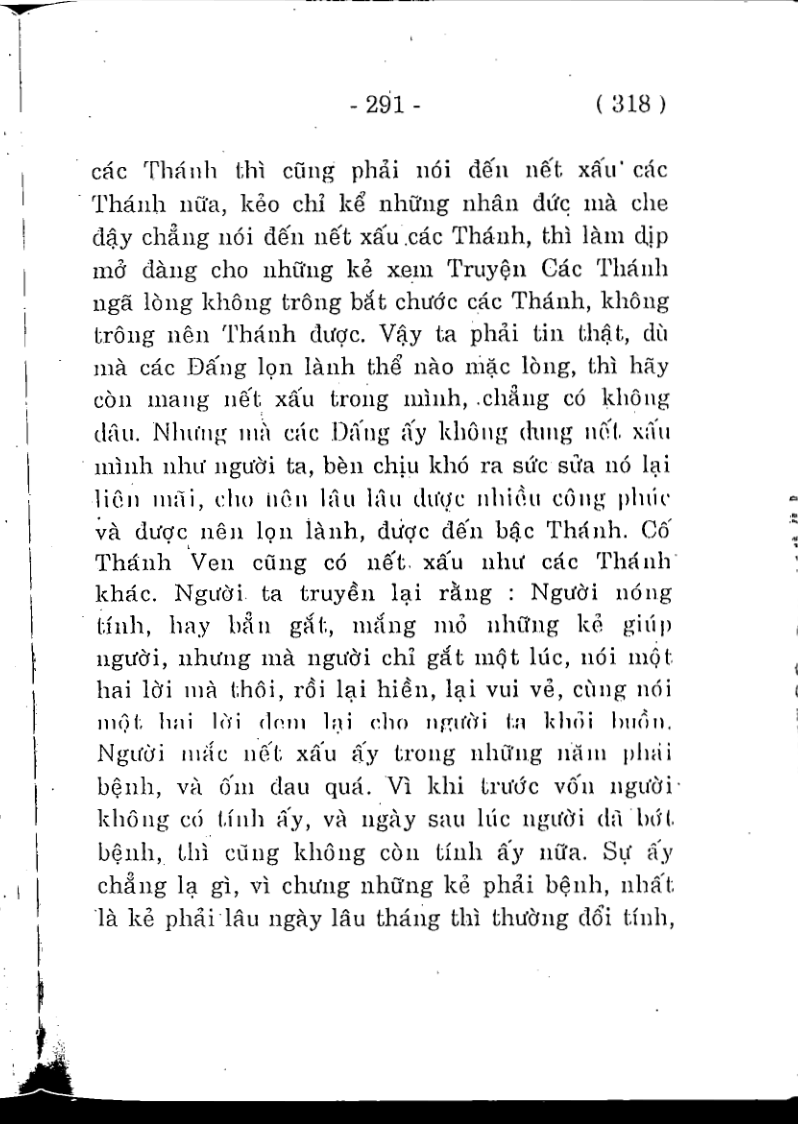 - 291 - ( 318 )
các Thánh thì cũng phải nói đến nết xấu các
Thánh nữa, kẻo chỉ kể những nhân đức mà che
đậy chẳng nói đến nết xấu các Thánh, thì làm dịp
mở đàng cho những kẻ xem Truyện Các Thánh
ngã lòng không trông bắt chước các Thánh, không
trông nên Thánh được. Vậy ta phải tin thật, dù
mà các Đấng lọn lành thể nào mặc lòng, thì hãy
còn mang nết xấu trong mình, chẳng có không
đâu. Nhưng mà các Đấng ấy không dung nết xấu
mình như người ta, bèn chịu khó ra sức sửa nó lại
liên mãi, cho nên lâu lâu được nhiều công phúc
và được nên lọn lành, được đến bậc Thánh. Cố
Thánh Ven cũng có nết xấu như các Thánh
khác. Người ta truyền lại rằng : Người nóng
tính, hay bẳn gắt, mắng mỏ những kẻ giúp
người, nhưng mà người chỉ gắt một lúc, nói một
hai lời mà thôi, rồi lại hiền, lại vui vẻ, cùng nói
một hai lời đem lại cho người ta khỏi buồn.
Người mắc nết xấu ấy trong những năm phải
bệnh, và ốm đau quá. Vì khi trước vốn người
không có tính ấy, và ngày sau lúc người đã bớt
bệnh, thì cũng không còn tính ấy nữa. Sự ấy
chẳng lạ gì, vì chưng những kẻ phải bệnh, nhất
là kẻ phải lâu ngày lâu tháng thì thường đổi tính,